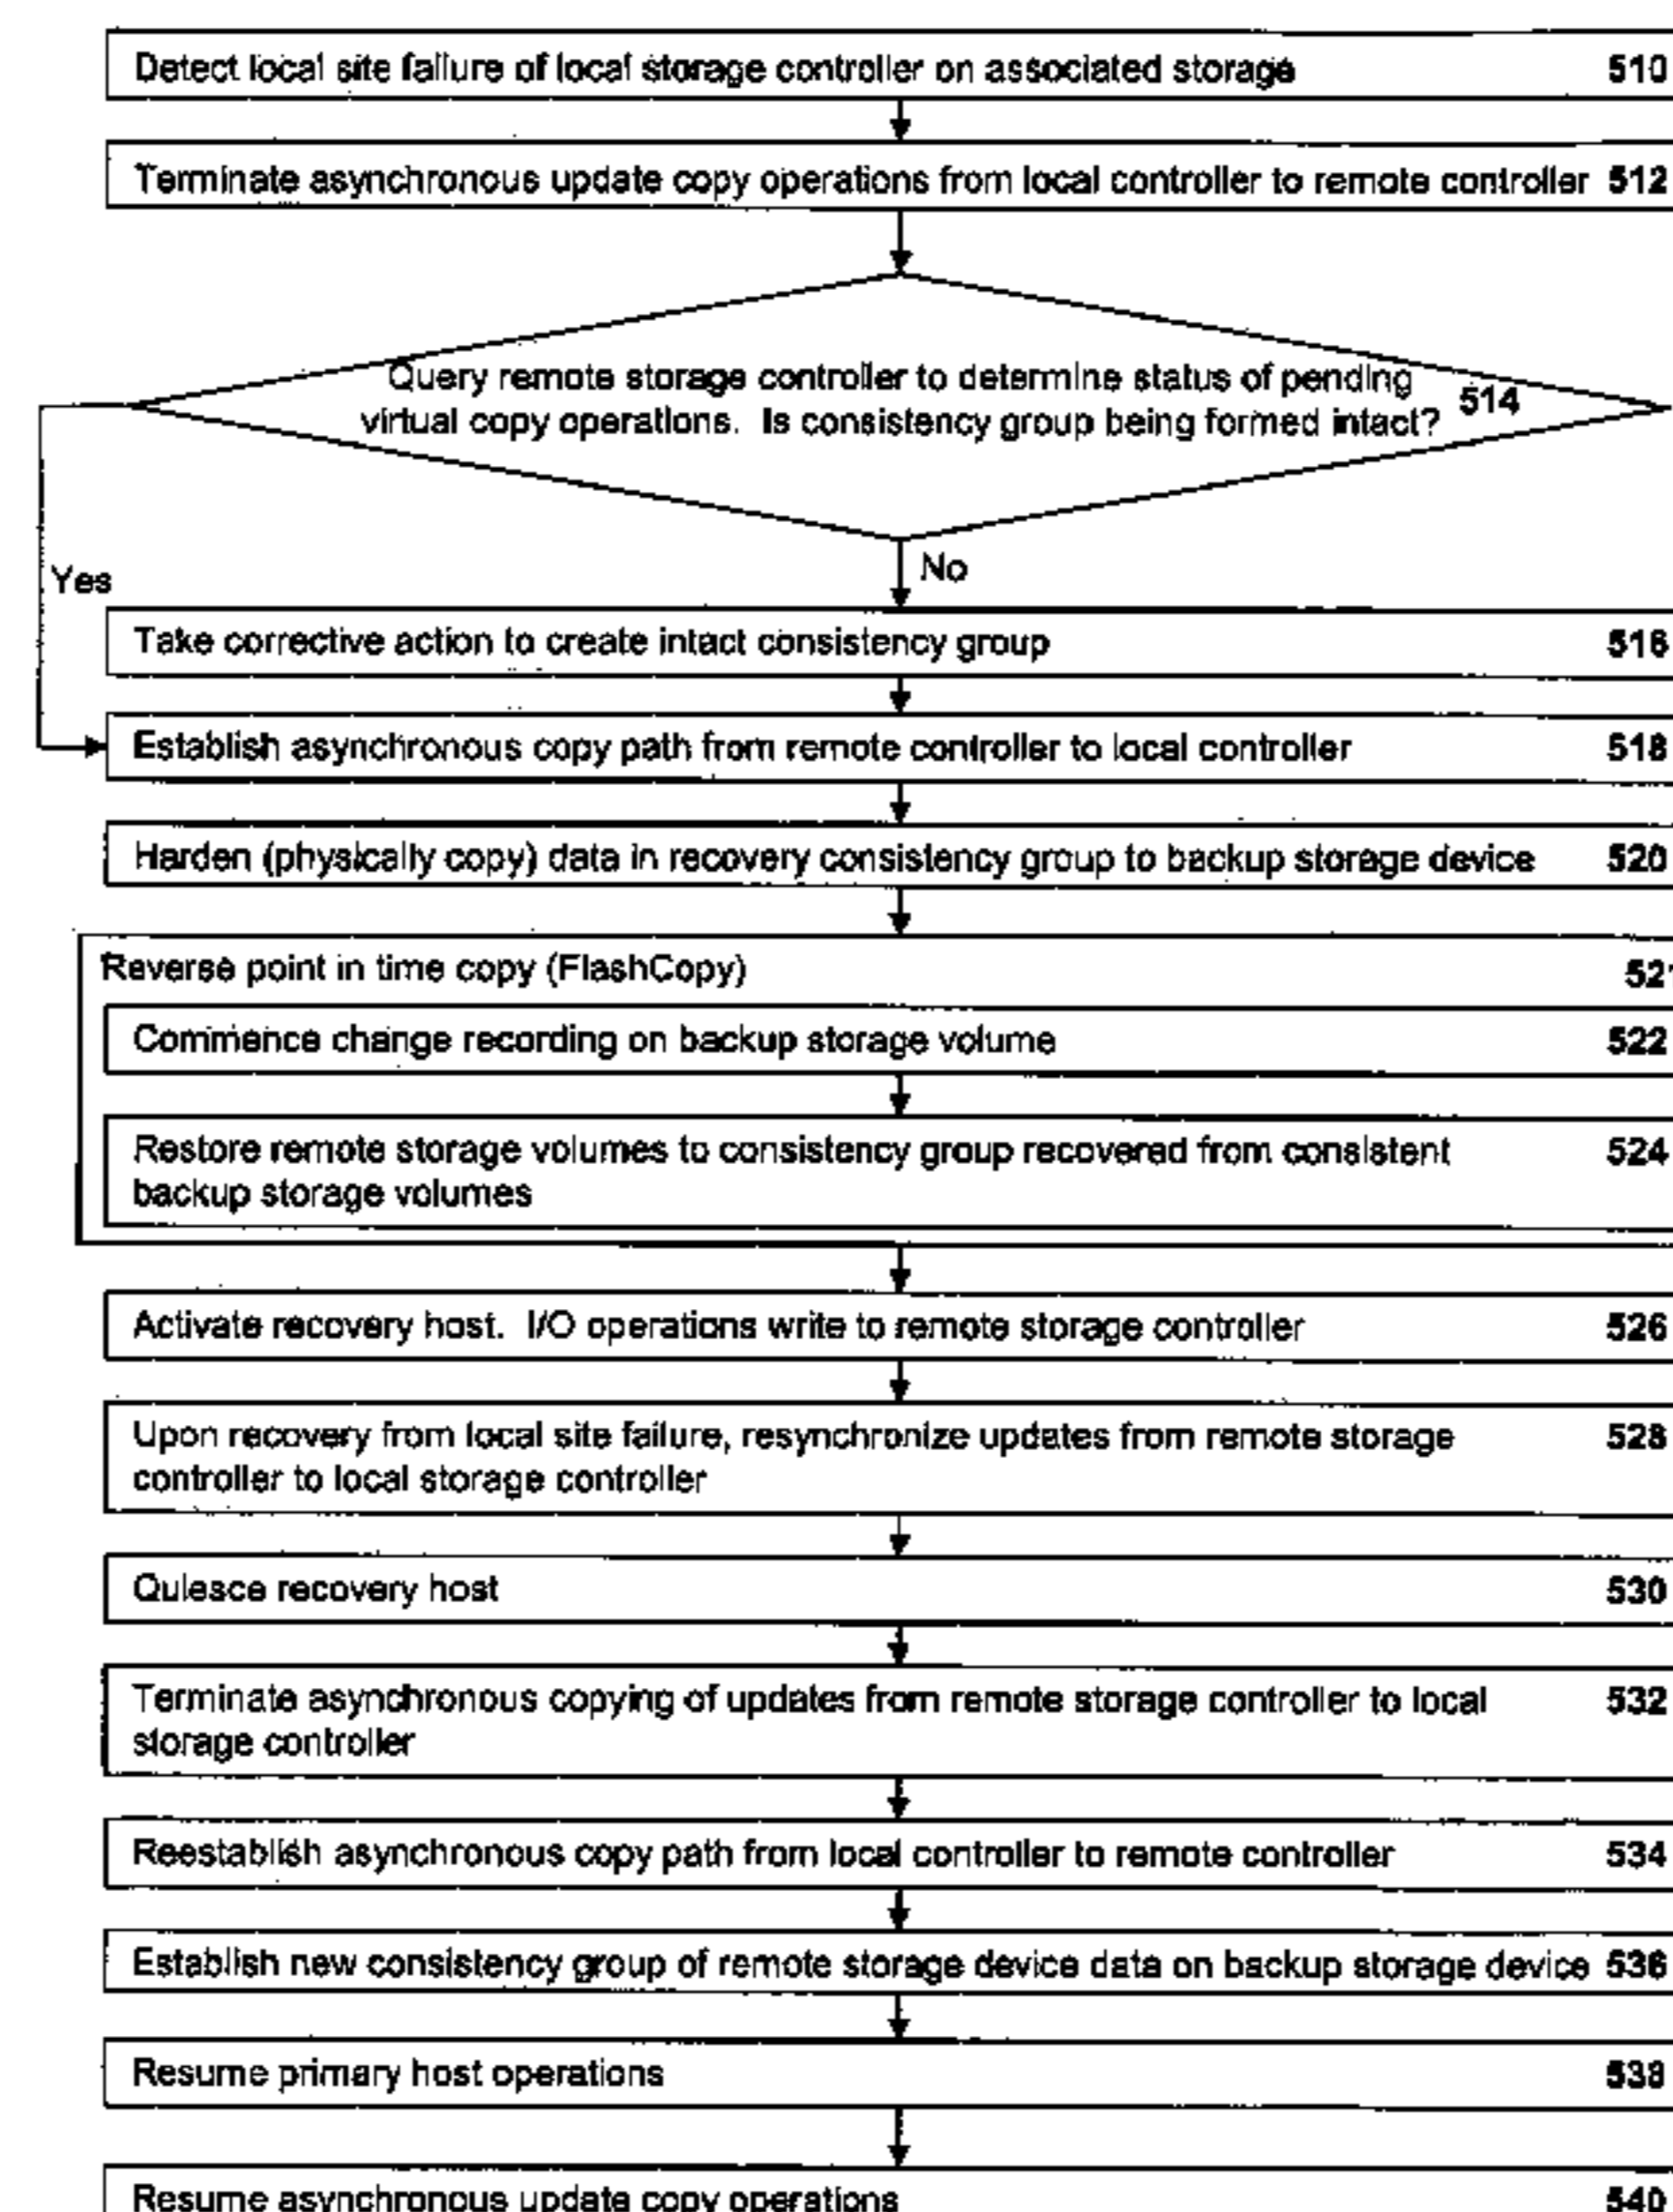 Detect local site failure of local storage controller on associated storage 510
Terminate asynchronous update copy operations from local controller to remote controller 512
Query remote storage controller to determine status of pending
virtual copy operations. Is consistency group being formed intact? 514
Yes
No
Take corrective action to create intact consistency group 516
Establish asynchronous copy path from remote controller to local controller 518
Harden (physically copy) data in recovery consistency group to backup storage device 520
Reverse point in time copy (FlashCopy) 521
Commence change recording on backup storage volume 522
Restore remote storage volumes to consistency group recovered from consistent 524
backup storage volumes
Activate recovery host. I/O operations write to remote storage controller 526
Upon recovery from local site failure, resynchronize updates from remote storage 528
controller to local storage controller
Quiesce recovery host 530
Terminate asynchronous copying of updates from remote storage controller to local 532
storage controller
Reestablish asynchronous copy path from local controller to remote controller 534
Establish new consistency group of remote storage device data on backup storage device 536
Resume primary host operations 538
Resume asynchronous update copy operations 540